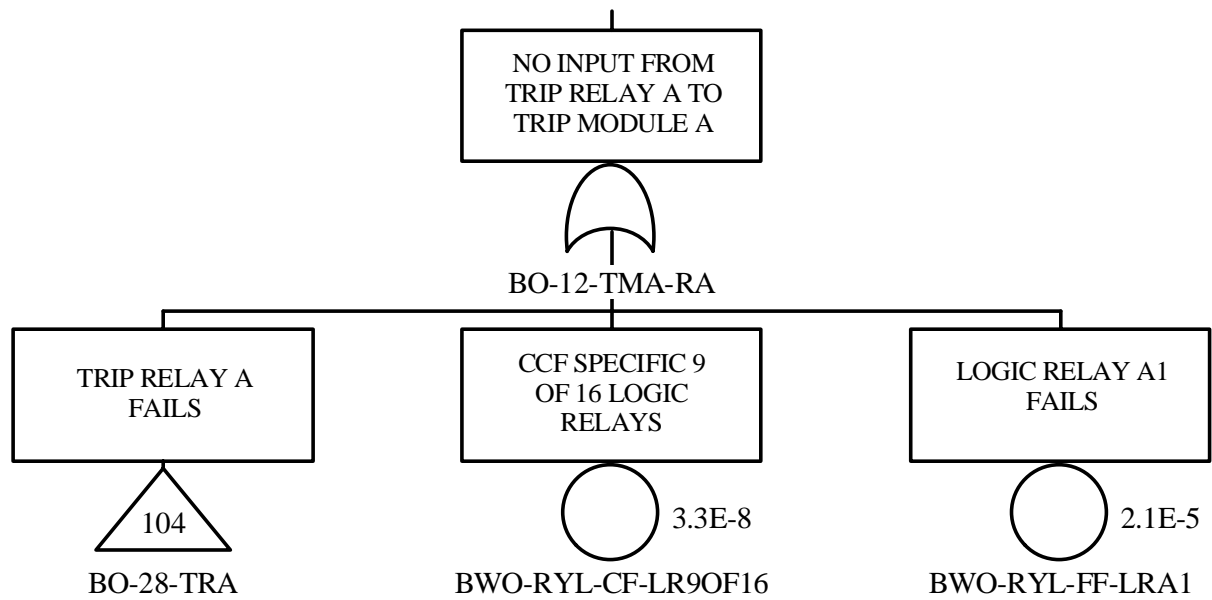 NO INPUT FROM
TRIP RELAY A TO
TRIP MODULE A
BO-12-TMA-RA
TRIP RELAY A
FAILS
104
BO-28-TRA
CCF SPECIFIC 9
OF 16 LOGIC
RELAYS
3.3E-8
BWO-RYL-CF-LR9OF16
LOGIC RELAY A1
FAILS
2.1E-5
BWO-RYL-FF-LRA1